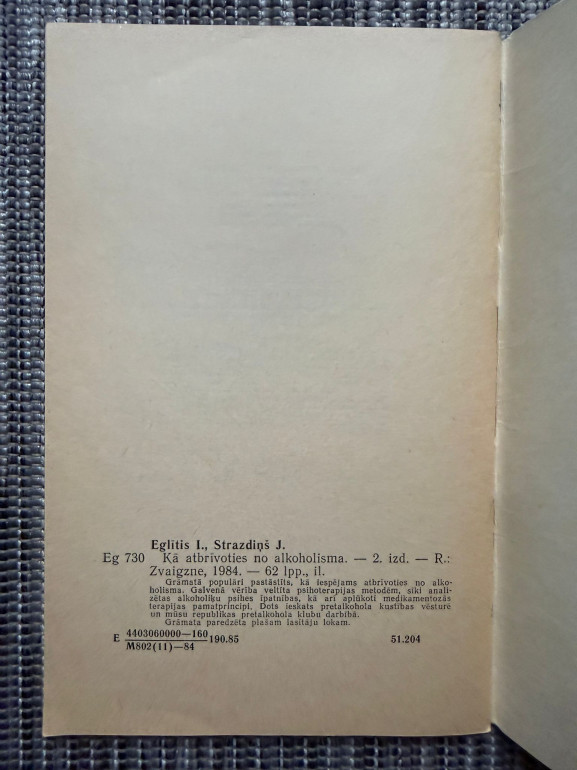 Eglītis I., Strazdiņš J.
Eg 730 Kā atbrīvoties no alkoholisma. — 2. izd. — R.:
Zvaigzne, 1984. — 62 lpp., il.
Grāmatā populāri pastāstīts, kā iespējams atbrīvoties no alko-
holisma. Galvenā vērība veltīta psihoterapijas metodēm, sīki anali-
zētas alkoholiķu psihes īpatnības, kā arī aplūkoti medikamentozās
terapijas pamatprincipi. Dots ieskats pretalkohola kustības vēsturē
un mūsu republikas pretalkohola klubu darbībā.
Grāmata paredzēta plašam lasītāju lokam.
E 4403060000—160
M802(11)—84 190.85 51.204